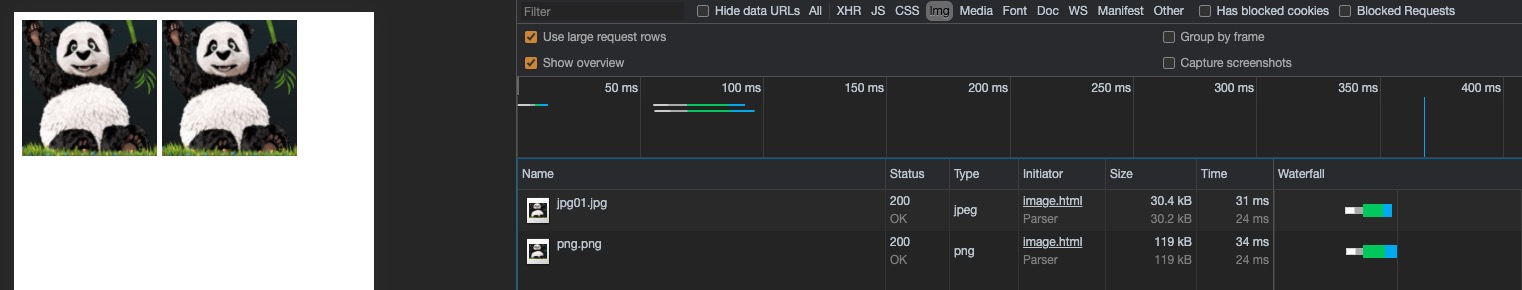 Filter Hide data URLs All XHR JS CSS Img Media Font Doc WS Manifest Other Has blocked cookies Blocked Requests
Use large request rows Group by frame
Show overview Capture screenshots
50 ms 100 ms 150 ms 200 ms 250 ms 300 ms 350 ms 400 ms
Name Status Type Initiator Size Time Waterfall
jpg01.jpg 200 jpeg image.html 30.4 kB 31 ms
OK Parser 30.2 kB 24 ms
png.png 200 png image.html 119 kB 34 ms
OK Parser 119 kB 24 ms